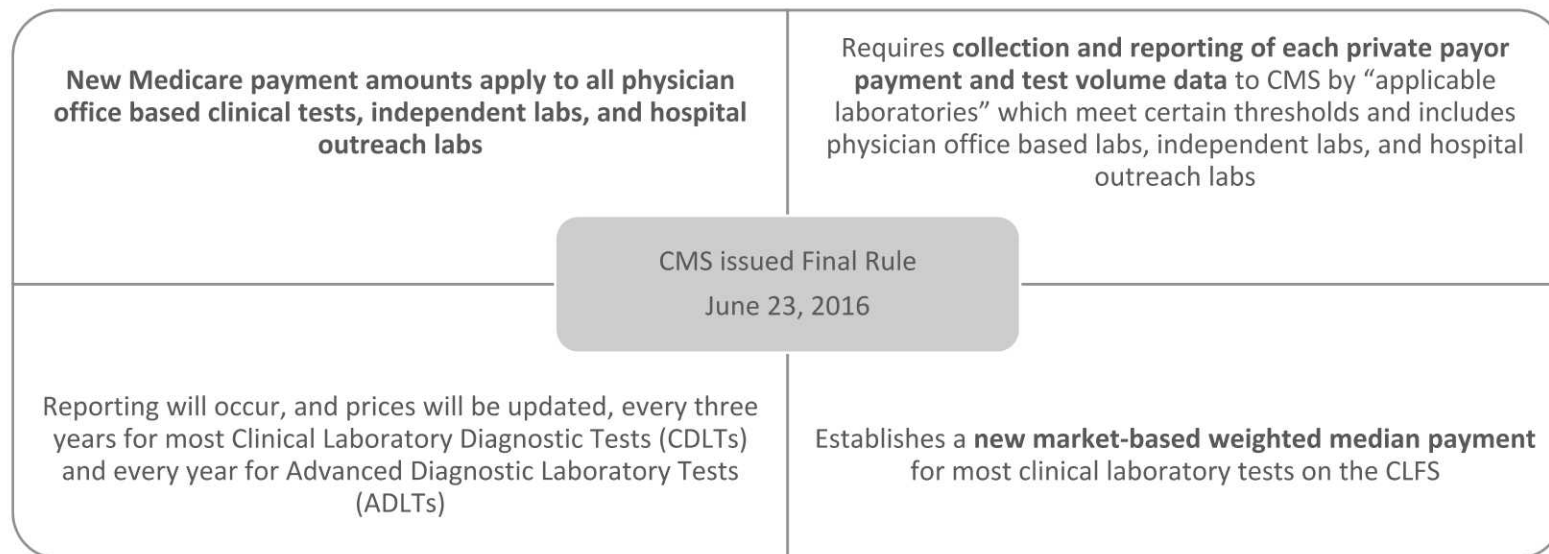 New Medicare payment amounts apply to all physician
office based clinical tests, independent labs, and hospital
outreach labs
Requires collection and reporting of each private payor
payment and test volume data to CMS by “applicable
laboratories” which meet certain thresholds and includes
physician office based labs, independent labs, and hospital
outreach labs
CMS issued Final Rule
June 23, 2016
Reporting will occur, and prices will be updated, every three
years for most Clinical Laboratory Diagnostic Tests (CDLTs)
and every year for Advanced Diagnostic Laboratory Tests
(ADLTs)
Establishes a new market-based weighted median payment
for most clinical laboratory tests on the CLFS